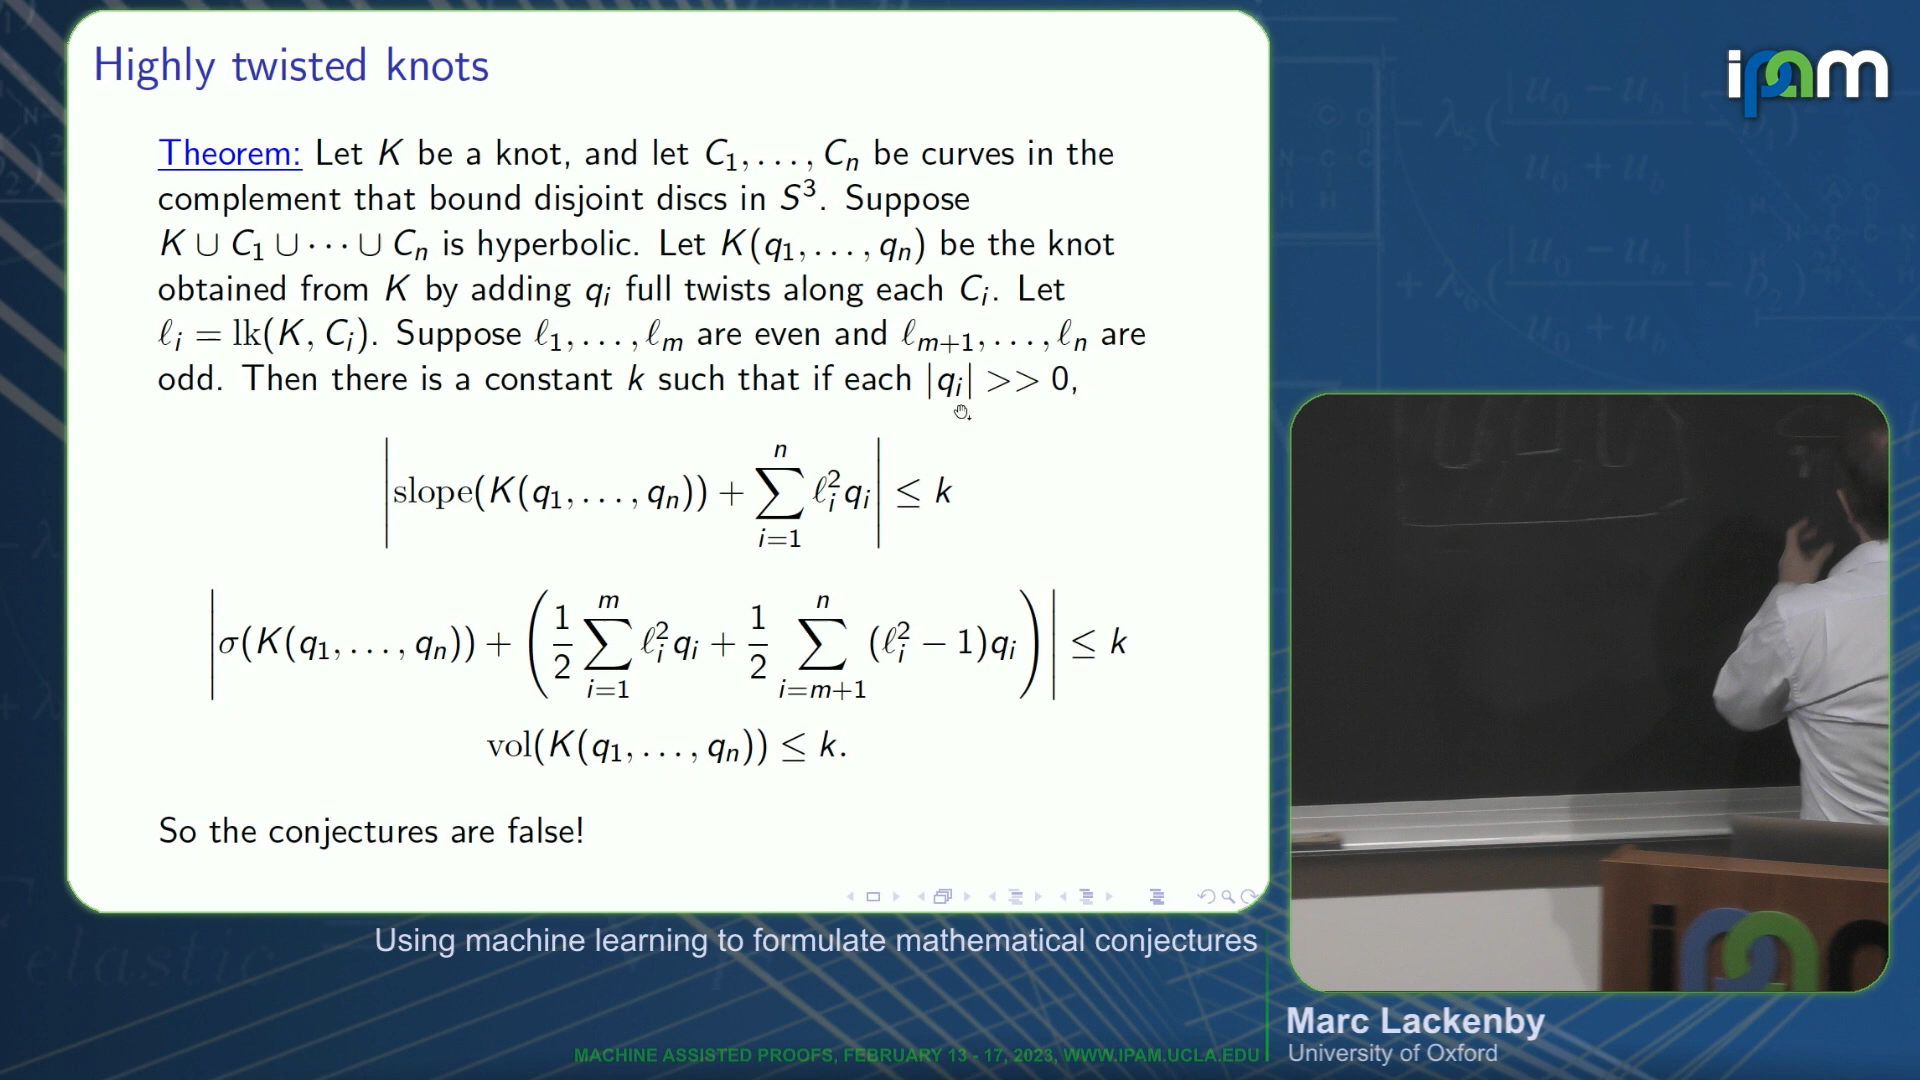 Highly twisted knots
Theorem: Let K be a knot, and let C₁, . . . , Cₙ be curves in the
complement that bound disjoint discs in S³. Suppose
K ∪ C₁ ∪ · · · ∪ Cₙ is hyperbolic. Let K(q₁, . . . , qₙ) be the knot
obtained from K by adding qᵢ full twists along each Cᵢ. Let
ℓᵢ = lk(K, Cᵢ). Suppose ℓ₁, . . . , ℓₘ are even and ℓₘ₊₁, . . . , ℓₙ are
odd. Then there is a constant k such that if each |qᵢ| >> 0,
|slope(K(q₁, . . . , qₙ)) + ∑ᵢ₌₁ⁿ ℓᵢ²qᵢ| ≤ k
|σ(K(q₁, . . . , qₙ)) + (1/2 ∑ᵢ₌₁ᵐ ℓᵢ²qᵢ + 1/2 ∑ᵢ₌ₘ₊₁ⁿ (ℓᵢ² − 1)qᵢ)| ≤ k
vol(K(q₁, . . . , qₙ)) ≤ k.
So the conjectures are false!
Using machine learning to formulate mathematical conjectures
MACHINE ASSISTED PROOFS, FEBRUARY 13 - 17, 2023, WWW.IPAM.UCLA.EDU
ipam
Marc Lackenby
University of Oxford